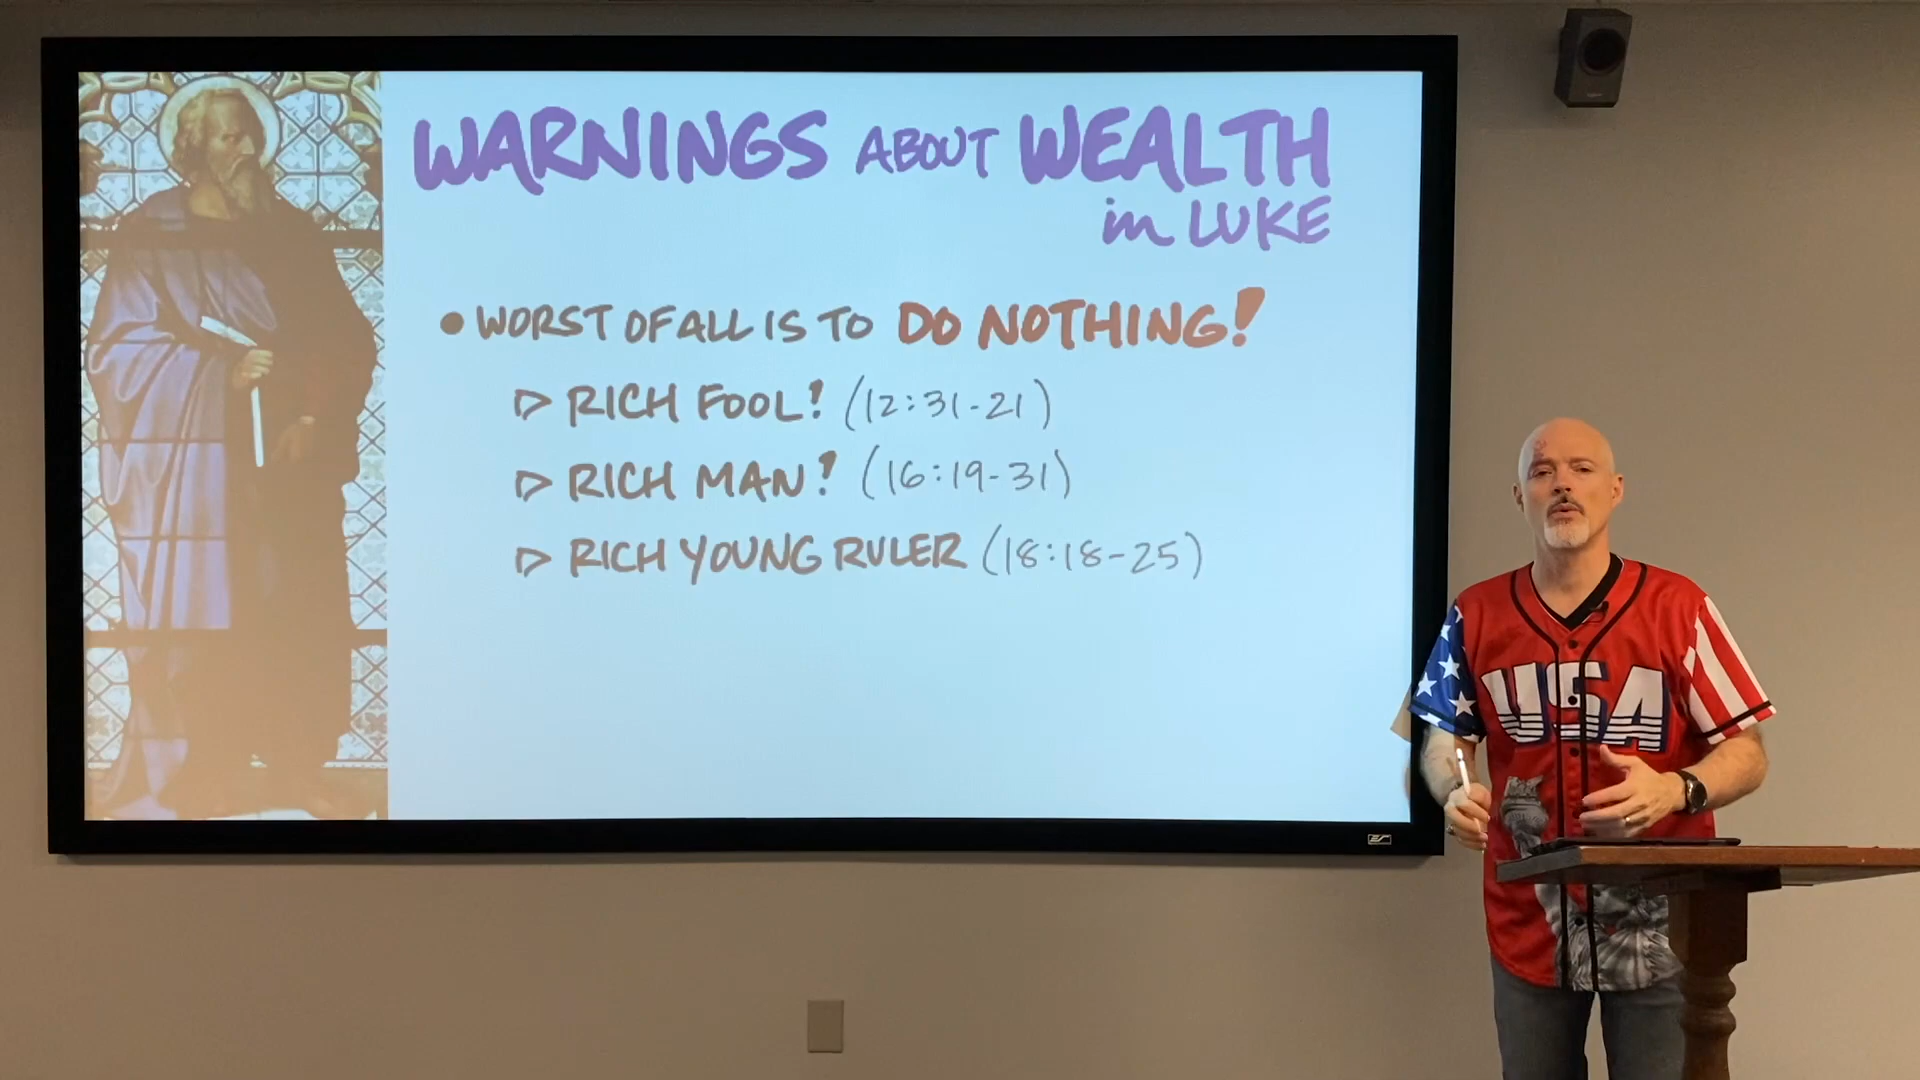 WARNINGS ABOUT WEALTH
in LUKE
• WORST OF ALL IS TO DO NOTHING!
▷ RICH FOOL! (12:31-21)
▷ RICH MAN! (16:19-31)
▷ RICH YOUNG RULER (18:18-25)
USA